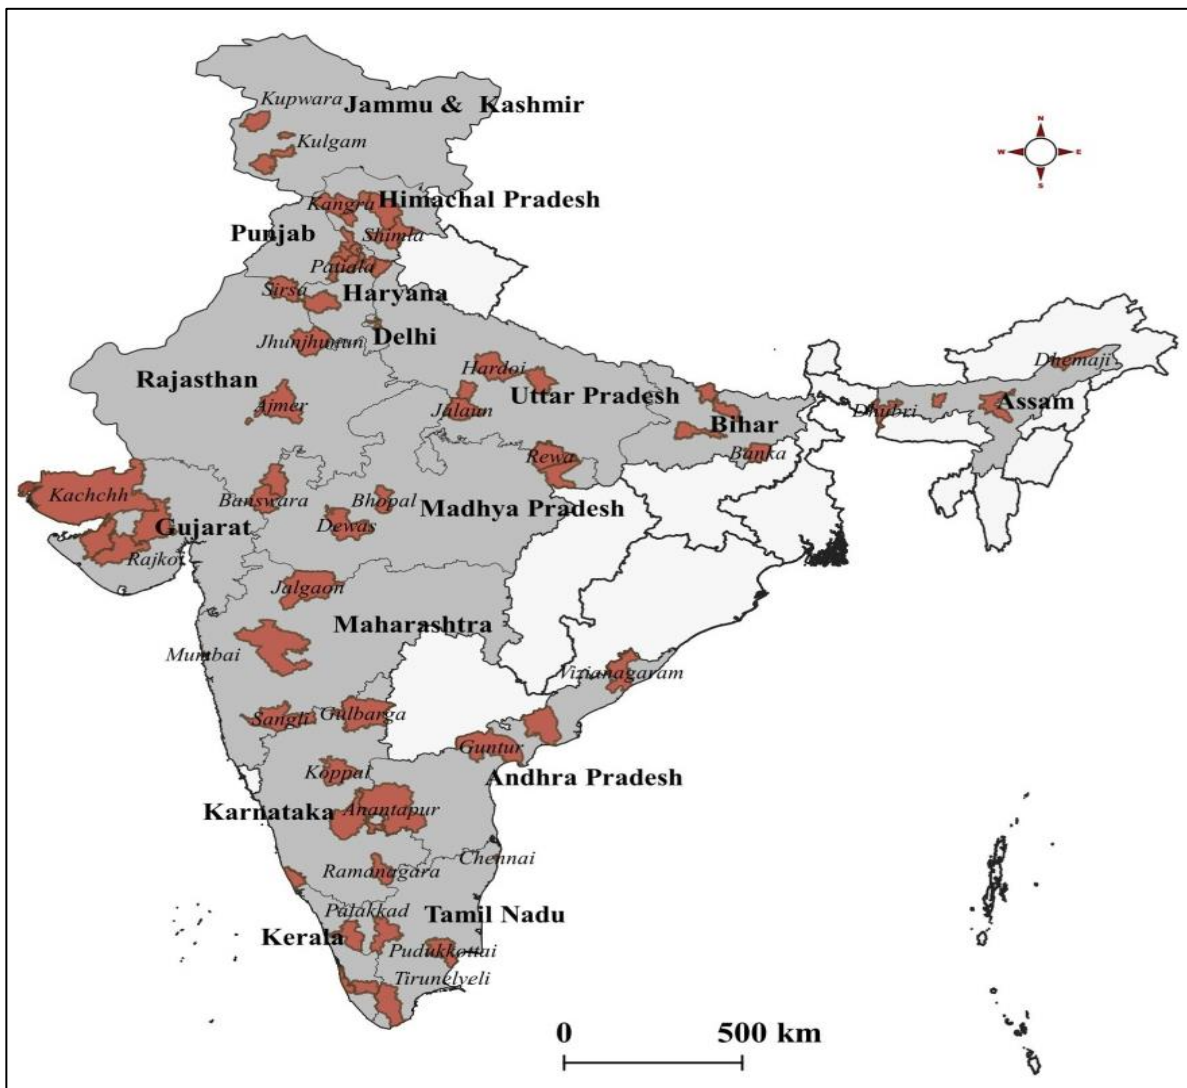 Kupwara
Jammu & Kashmir
N
Kulgam
W
E
S
Kangra
Himachal Pradesh
Punjab
Shimla
Patiala
Sirsa
Haryana
Jhunjhunun
Delhi
Dhemaji
Hardoi
Rajasthan
Uttar Pradesh
Ajmer
Jalaun
Dhubri
Assam
Bihar
Rewa
Banka
Kachchh
Banswara
Bhopal
Madhya Pradesh
Gujarat
Dewas
Rajkot
Jalgaon
Maharashtra
Mumbai
Vizianagaram
Sangli
Gulbarga
Guntur
Koppal
Andhra Pradesh
Karnataka
Anantapur
Chennai
Ramanagara
Palakkad
Tamil Nadu
Kerala
Pudukkottai
Tirunelveli
0
500 km